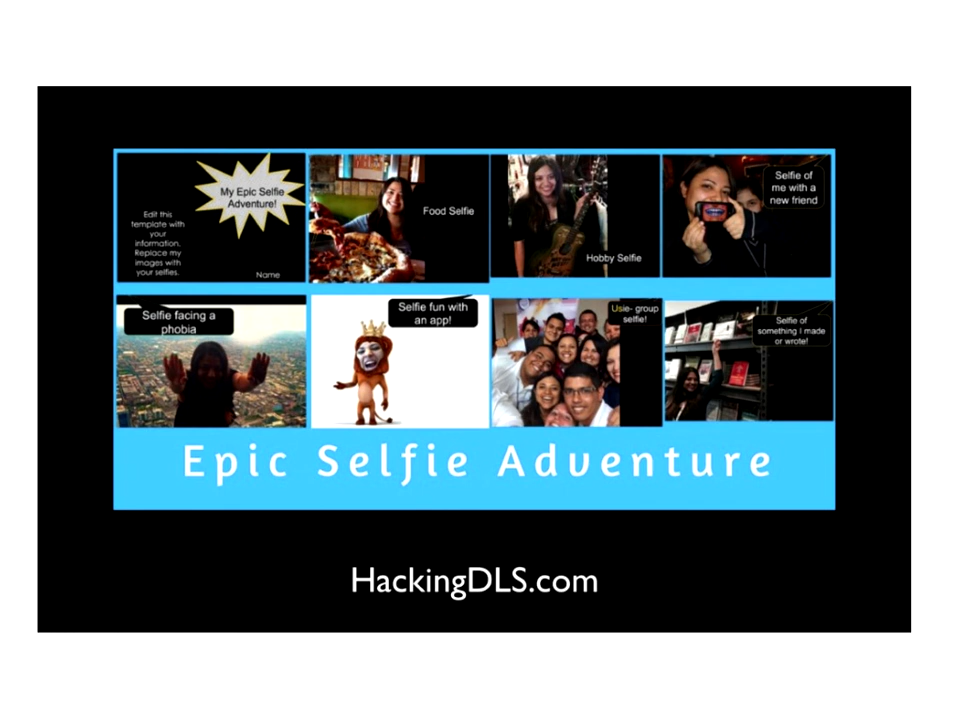 My Epic Selfie
Adventure!
Edit this
template with
your
information.
Replace my
images with
your selfies.
Name
Food Selfie
Hobby Selfie
Selfie of
me with a
new friend
Selfie facing a
phobia
Selfie fun with
an app!
Usie- group
selfie!
Selfie of
something I made
or wrote!
Epic Selfie Adventure
HackingDLS.com